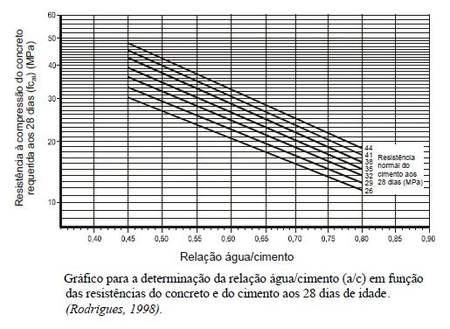 Resistência à compressão do concreto
requerida aos 28 dias (fc₂₈) (MPa)
60
50
40
30
20
10
44
41
38
35
32
29
26
Resistência
normal do
cimento aos
28 dias (MPa)
0,40 0,45 0,50 0,55 0,60 0,65 0,70 0,75 0,80 0,85 0,90
Relação água/cimento
Gráfico para a determinação da relação água/cimento (a/c) em função
das resistências do concreto e do cimento aos 28 dias de idade.
(Rodrigues, 1998).